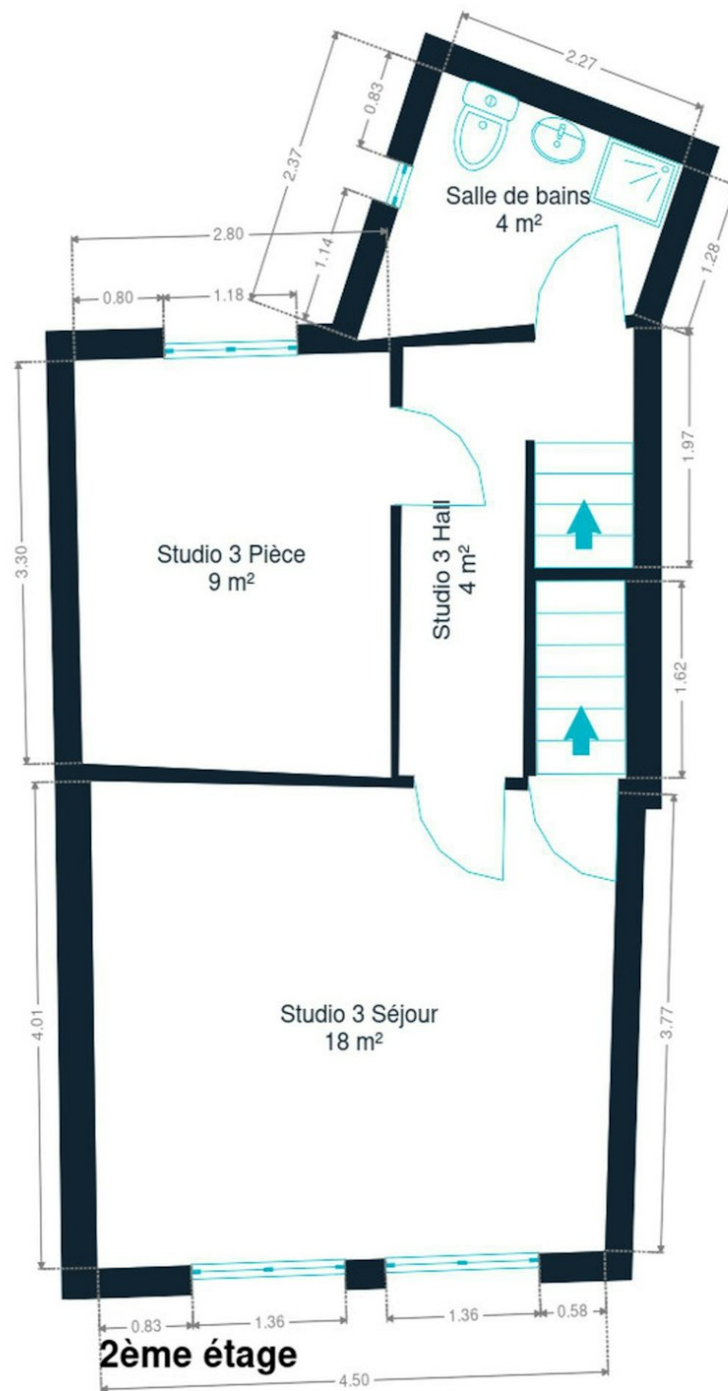 2.27
0.83
2.37
Salle de bains
4 m²
1.14
1.28
2.80
0.80
1.18
1.97
3.30
Studio 3 Pièce
9 m²
Studio 3 Hall
4 m²
1.62
4.01
Studio 3 Séjour
18 m²
3.77
0.83
1.36
1.36
0.58
2ème étage
4.50